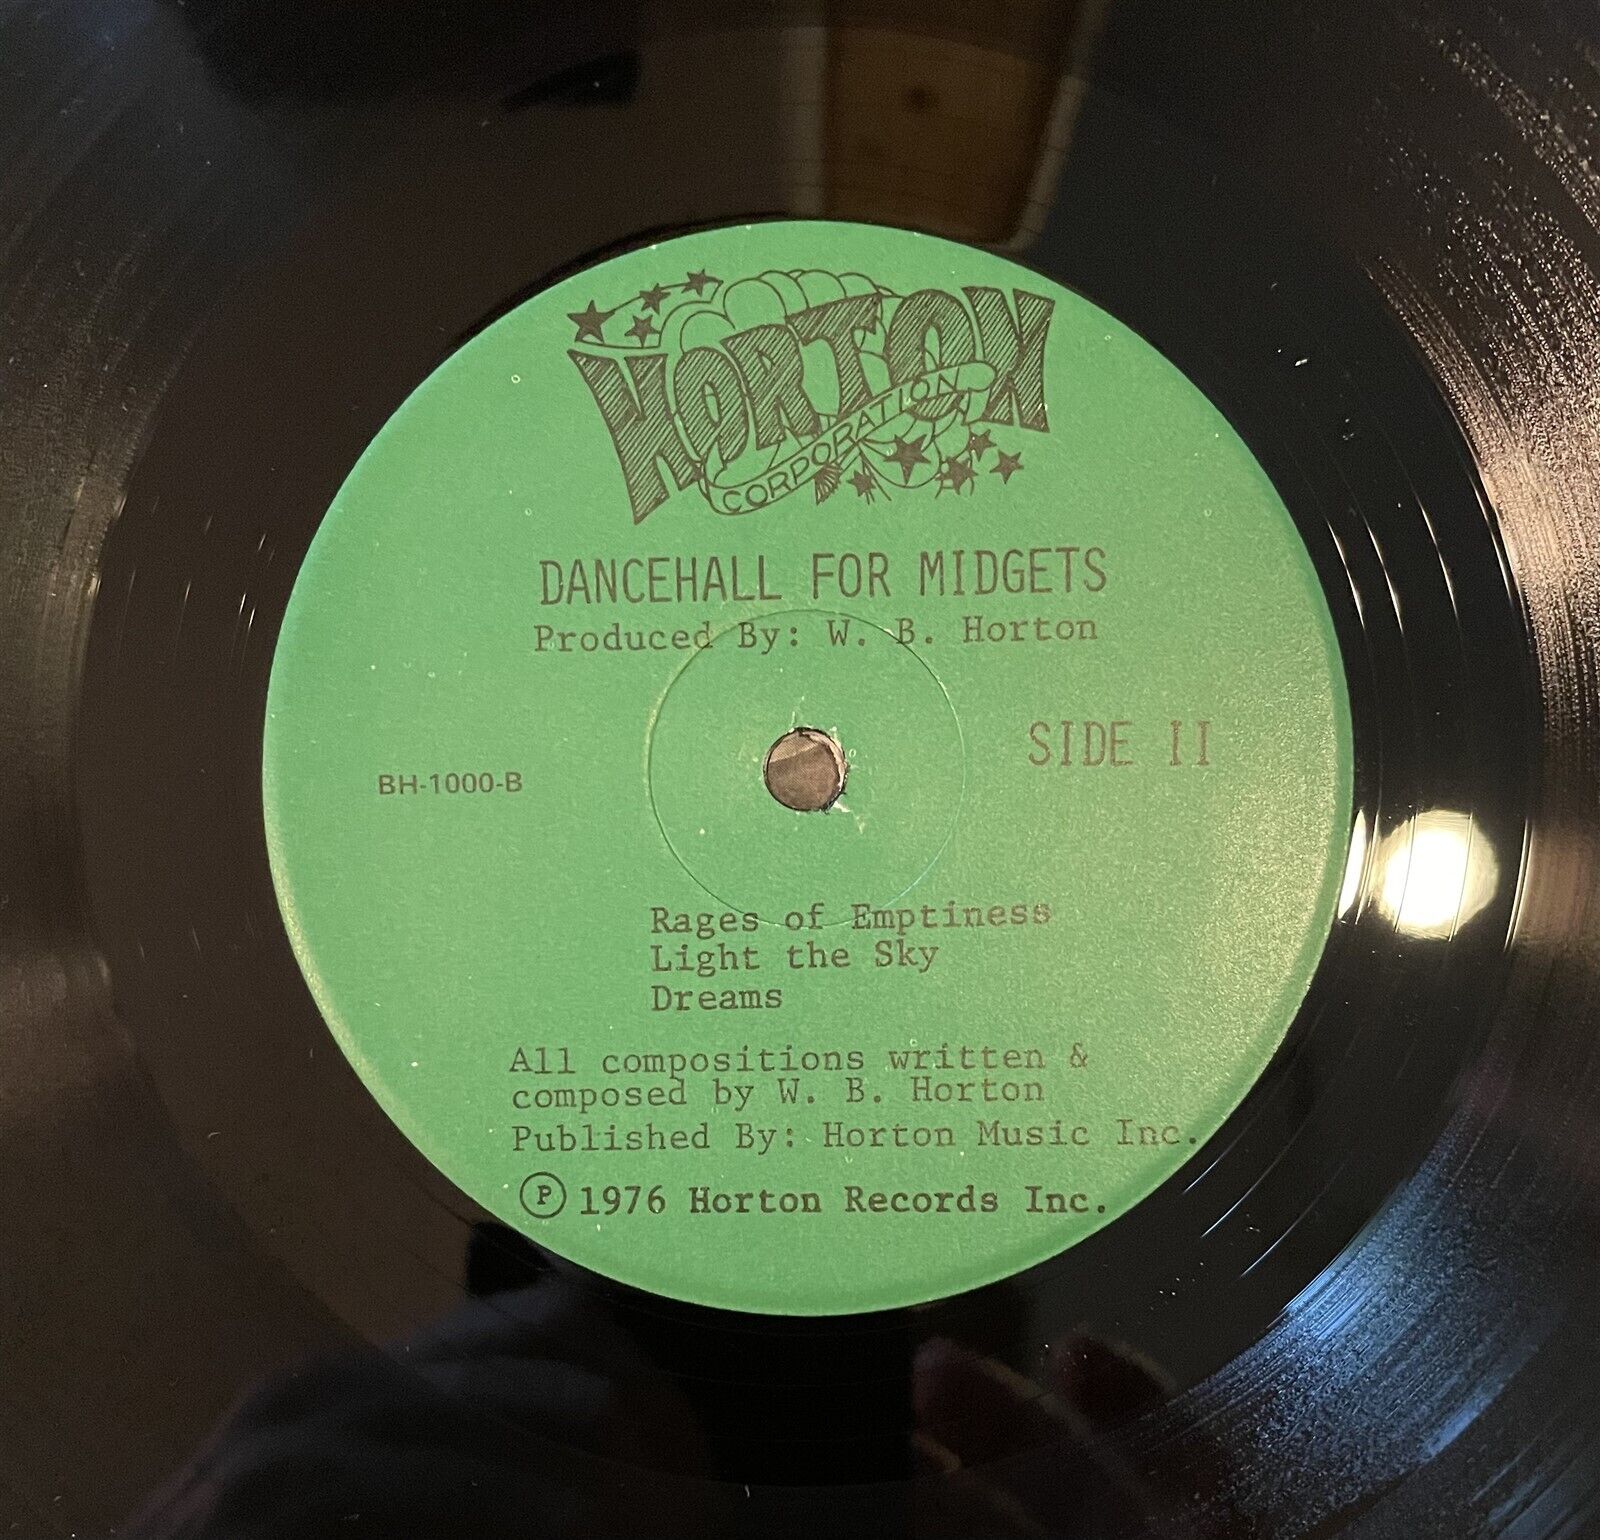 HORTON
CORPORATION
DANCEHALL FOR MIDGETS
Produced By: W. B. Horton
SIDE II
BH-1000-B
Rages of Emptiness
Light the Sky
Dreams
All compositions written &
composed by W. B. Horton
Published By: Horton Music Inc.
Ⓟ 1976 Horton Records Inc.